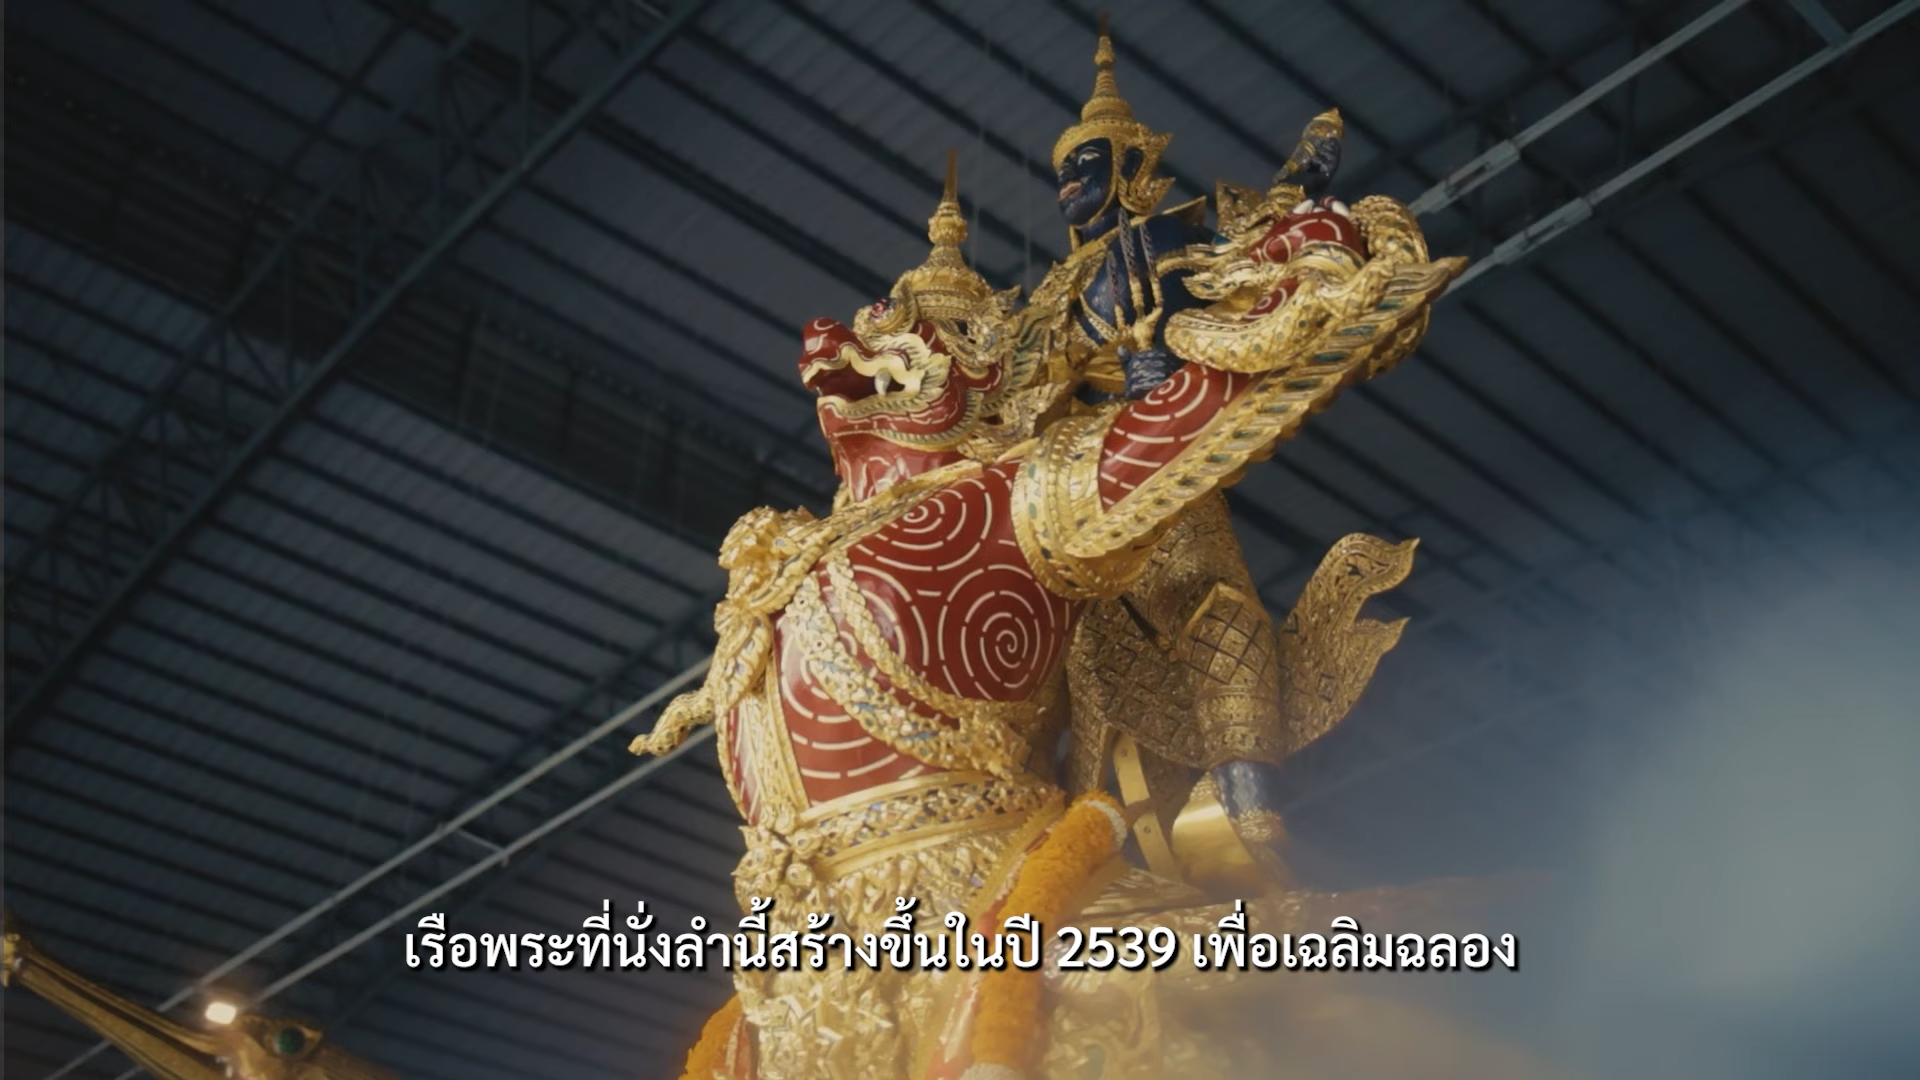 เรือพระที่นั่งลำนี้สร้างขึ้นในปี 2539 เพื่อเฉลิมฉลอง